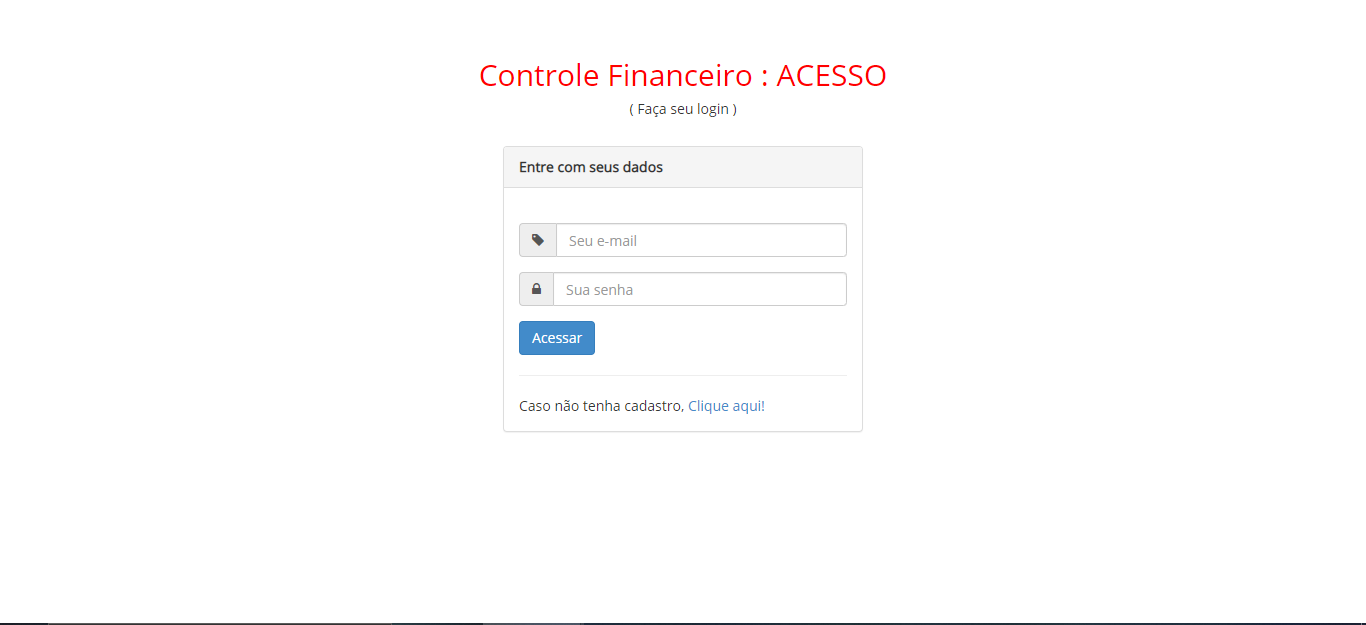 Controle Financeiro : ACESSO
( Faça seu login )
Entre com seus dados
Seu e-mail
Sua senha
Acessar
Caso não tenha cadastro, Clique aqui!